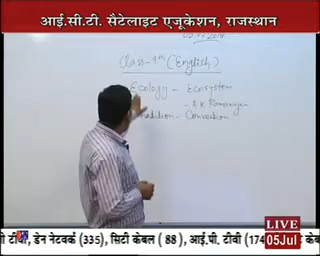 आई.सी.टी. सैटेलाइट एजूकेशन, राजस्थान
Class-9th (English)
Ecology - Ecosystem
- A K Ramanujan
- Convention
LIVE
05Jul
टी वी, डेन नेटवर्क (335), सिटी केबल ( 88), आई.पी. टीवी (174